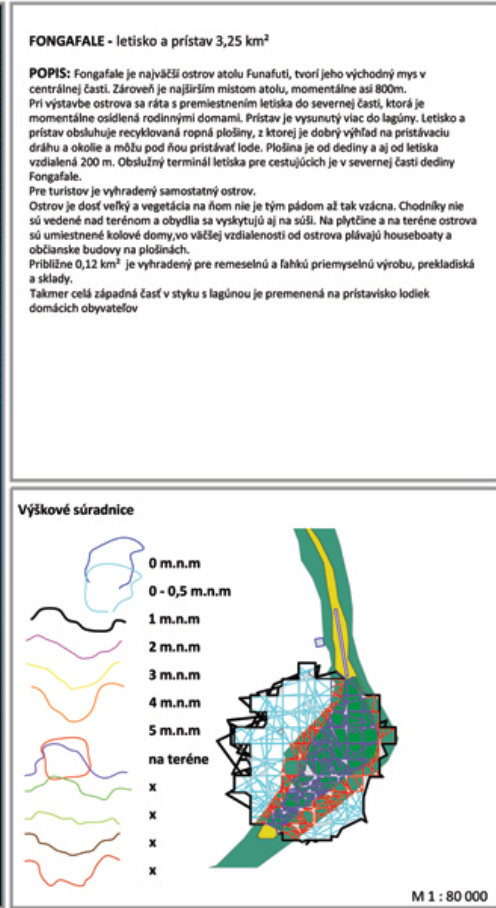 FONGAFALE - letisko a prístav 3,25 km²
POPIS: Fongafale je najväčší ostrov atolu Funafuti, tvorí jeho východný mys v
centrálnej časti. Zároveň je najširším mistom atolu, momentálne asi 800m.
Pri výstavbe ostrova sa ráta s premiestnením letiska do severnej časti, ktorá je
momentálne osídlená rodinnými domami. Prístav je vysunutý viac do lagúny. Letisko a
prístav obsluhuje recyklovaná ropná plošiny, z ktorej je dobrý výhľad na pristávaciu
dráhu a okolie a môžu pod ňou pristávať lode. Plošina je od dediny a aj od letiska
vzdialená 200 m. Obslužný terminál letiska pre cestujúcich je v severnej časti dediny
Fongafale.
Pre turistov je vyhradený samostatný ostrov.
Ostrov je dosť veľký a vegetácia na ňom nie je tým pádom až tak vzácna. Chodníky nie
sú vedené nad terénom a obydlia sa vyskytujú aj na súši. Na plytčine a na teréne ostrova
sú umiestnené kolové domy,vo väčšej vzdialenosti od ostrova plávajú houseboaty a
občianske budovy na plošinách.
Približne 0,12 km² je vyhradený pre remeselnú a ľahkú priemyselnú výrobu, prekladiská
a sklady.
Takmer celá západná časť v styku s lagúnou je premenená na prístavisko lodiek
domácich obyvateľov
Výškové súradnice
0 m.n.m
0 - 0,5 m.n.m
1 m.n.m
2 m.n.m
3 m.n.m
4 m.n.m
5 m.n.m
na teréne
x
x
x
x
M 1 : 80 000